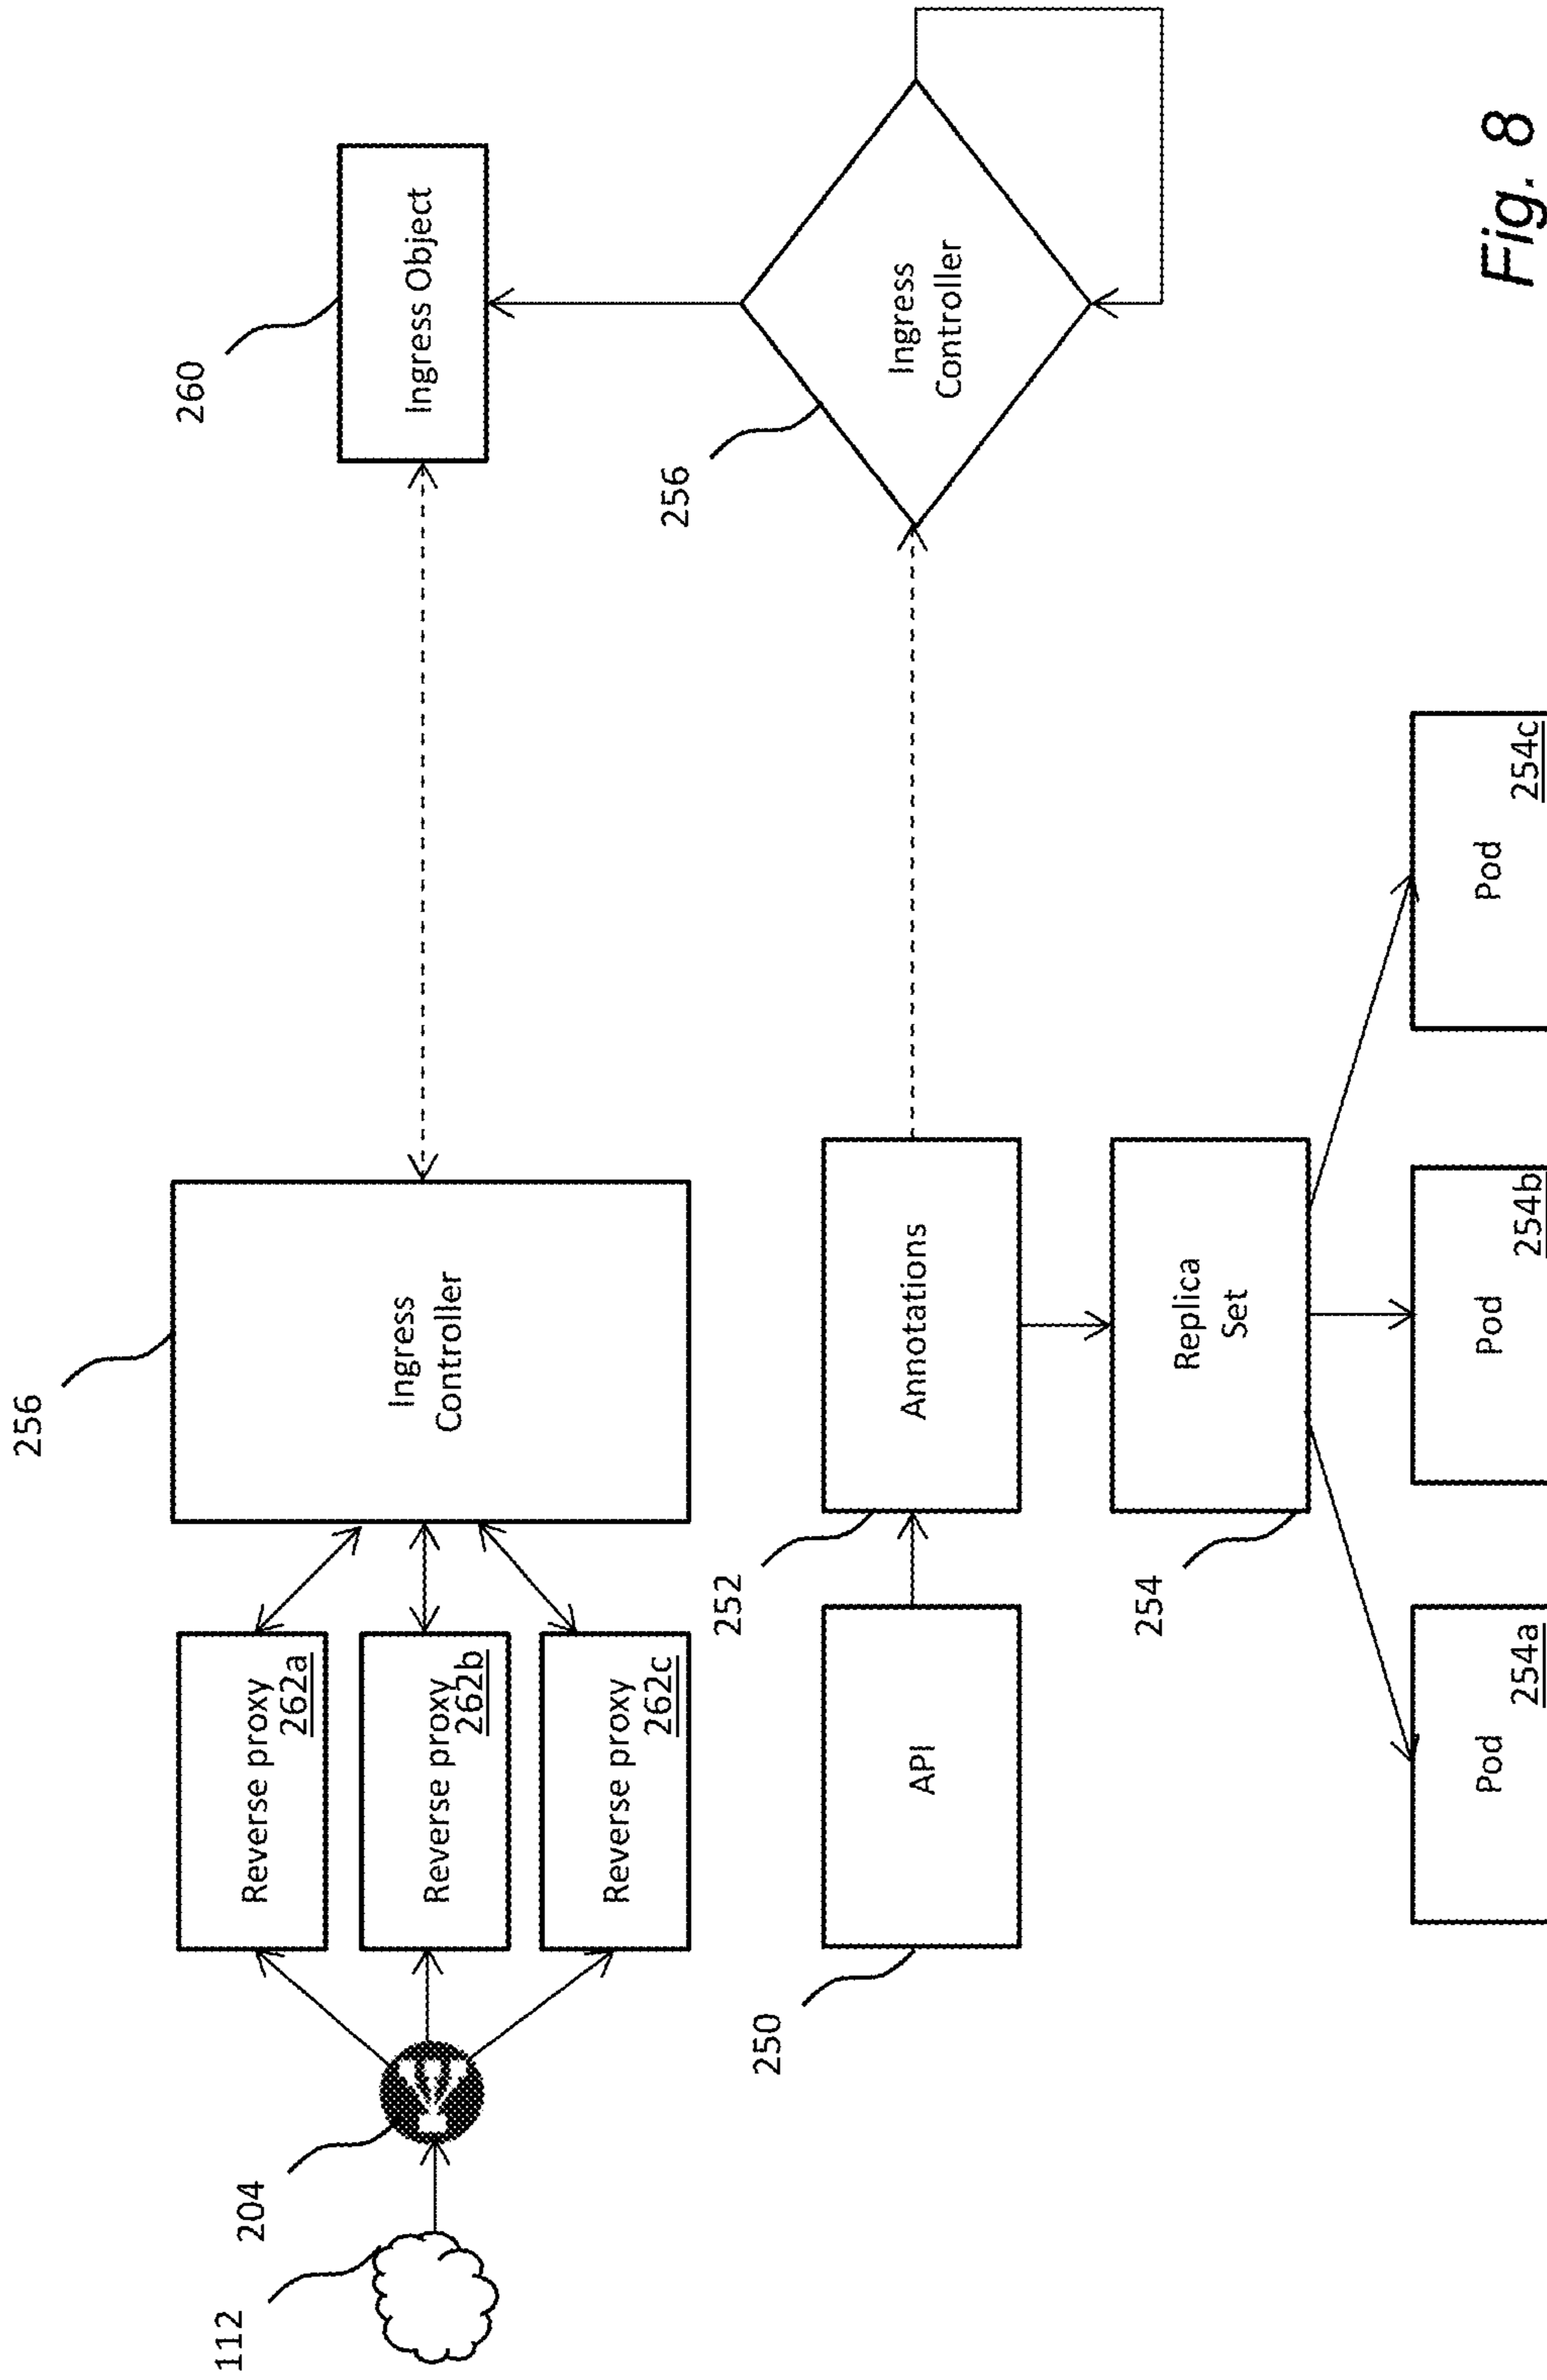 256
260
112
204
Reverse proxy
262a
Reverse proxy
262b
Reverse proxy
262c
Ingress
Controller
Ingress Object
250
API
252
Annotations
256
Ingress
Controller
254
Replica
Set
Pod
254a
Pod
254b
Pod
254c
Fig. 8